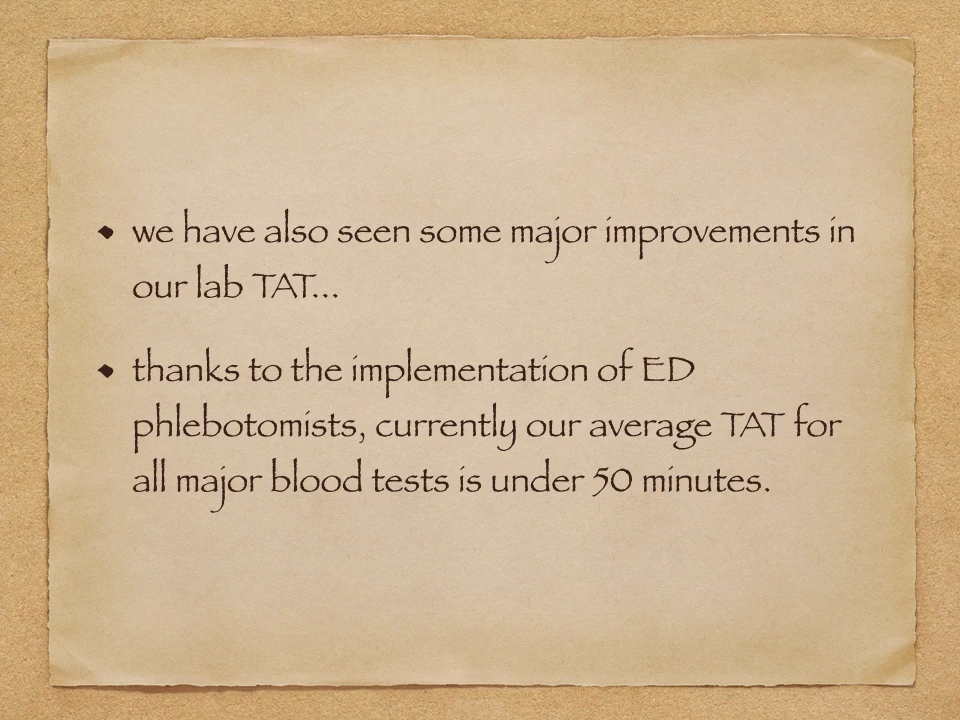 • we have also seen some major improvements in
our lab TAT...
• thanks to the implementation of ED
phlebotomists, currently our average TAT for
all major blood tests is under 50 minutes.